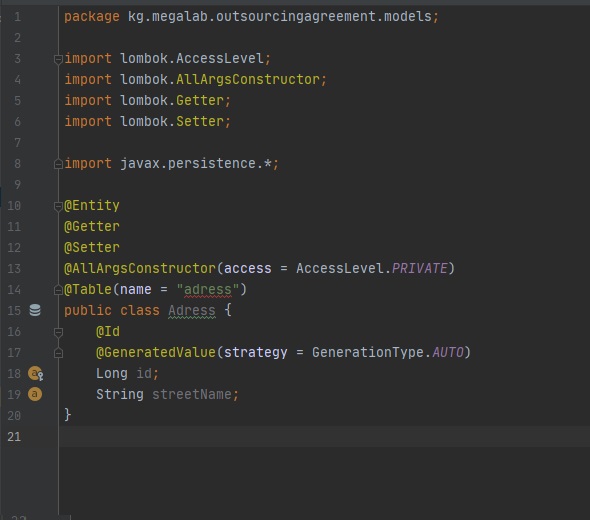 1 package kg.megalab.outsourcingagreement.models;
2
3 import lombok.AccessLevel;
4 import lombok.AllArgsConstructor;
5 import lombok.Getter;
6 import lombok.Setter;
7
8 import javax.persistence.*;
9
10 @Entity
11 @Getter
12 @Setter
13 @AllArgsConstructor(access = AccessLevel.PRIVATE)
14 @Table(name = "adress")
15 public class Adress {
16 @Id
17 @GeneratedValue(strategy = GenerationType.AUTO)
18 a Long id;
19 a String streetName;
20 }
21